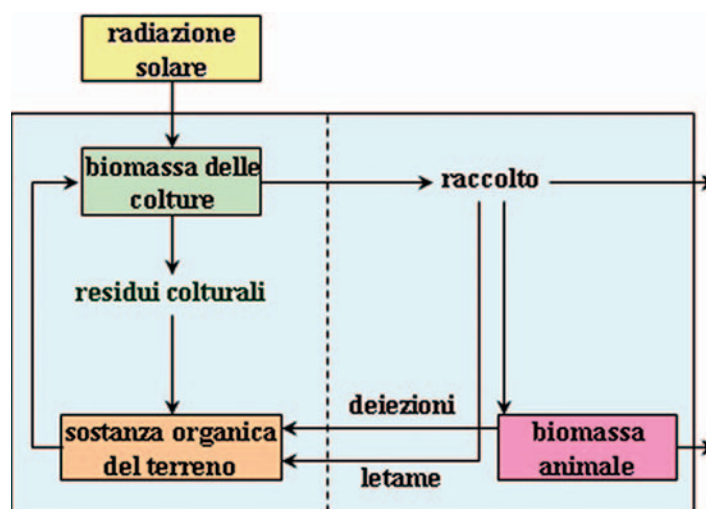 radiazione
solare
biomassa delle
colture
raccolto
residui colturali
deiezioni
sostanza organica
del terreno
biomassa
animale
letame